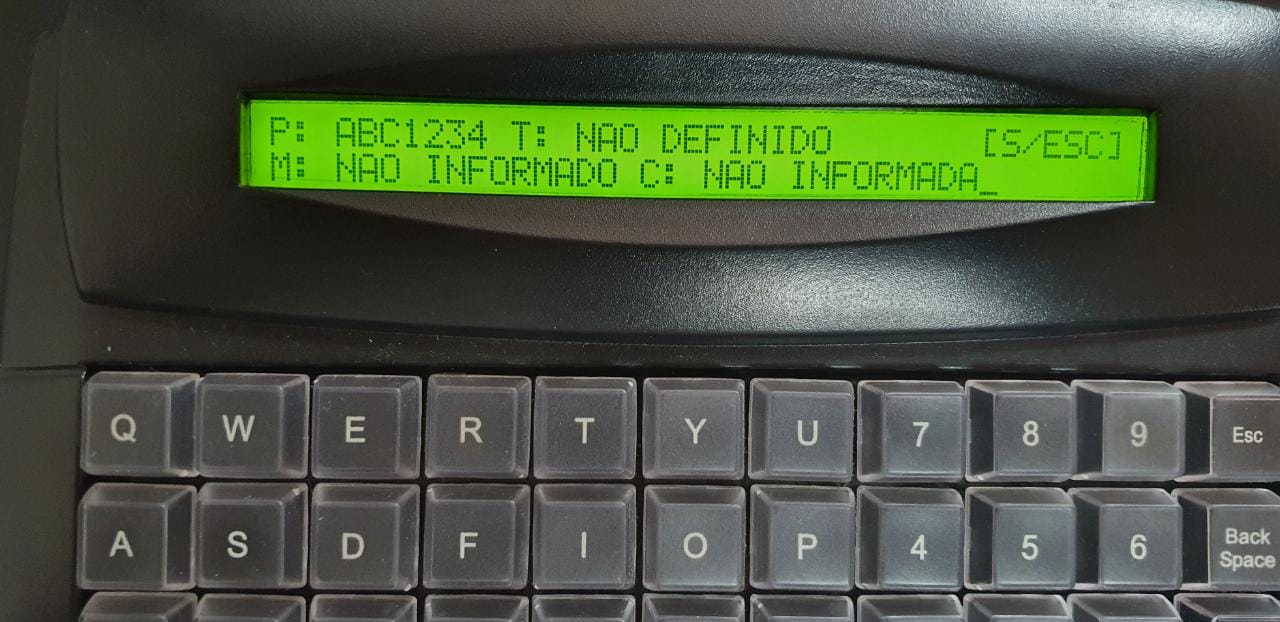 P: ABC1234 T: NAO DEFINIDO [S/ESC]
M: NAO INFORMADO C: NAO INFORMADA_
Q W E R T Y U 7 8 9 Esc
A S D F I O P 4 5 6 Back Space